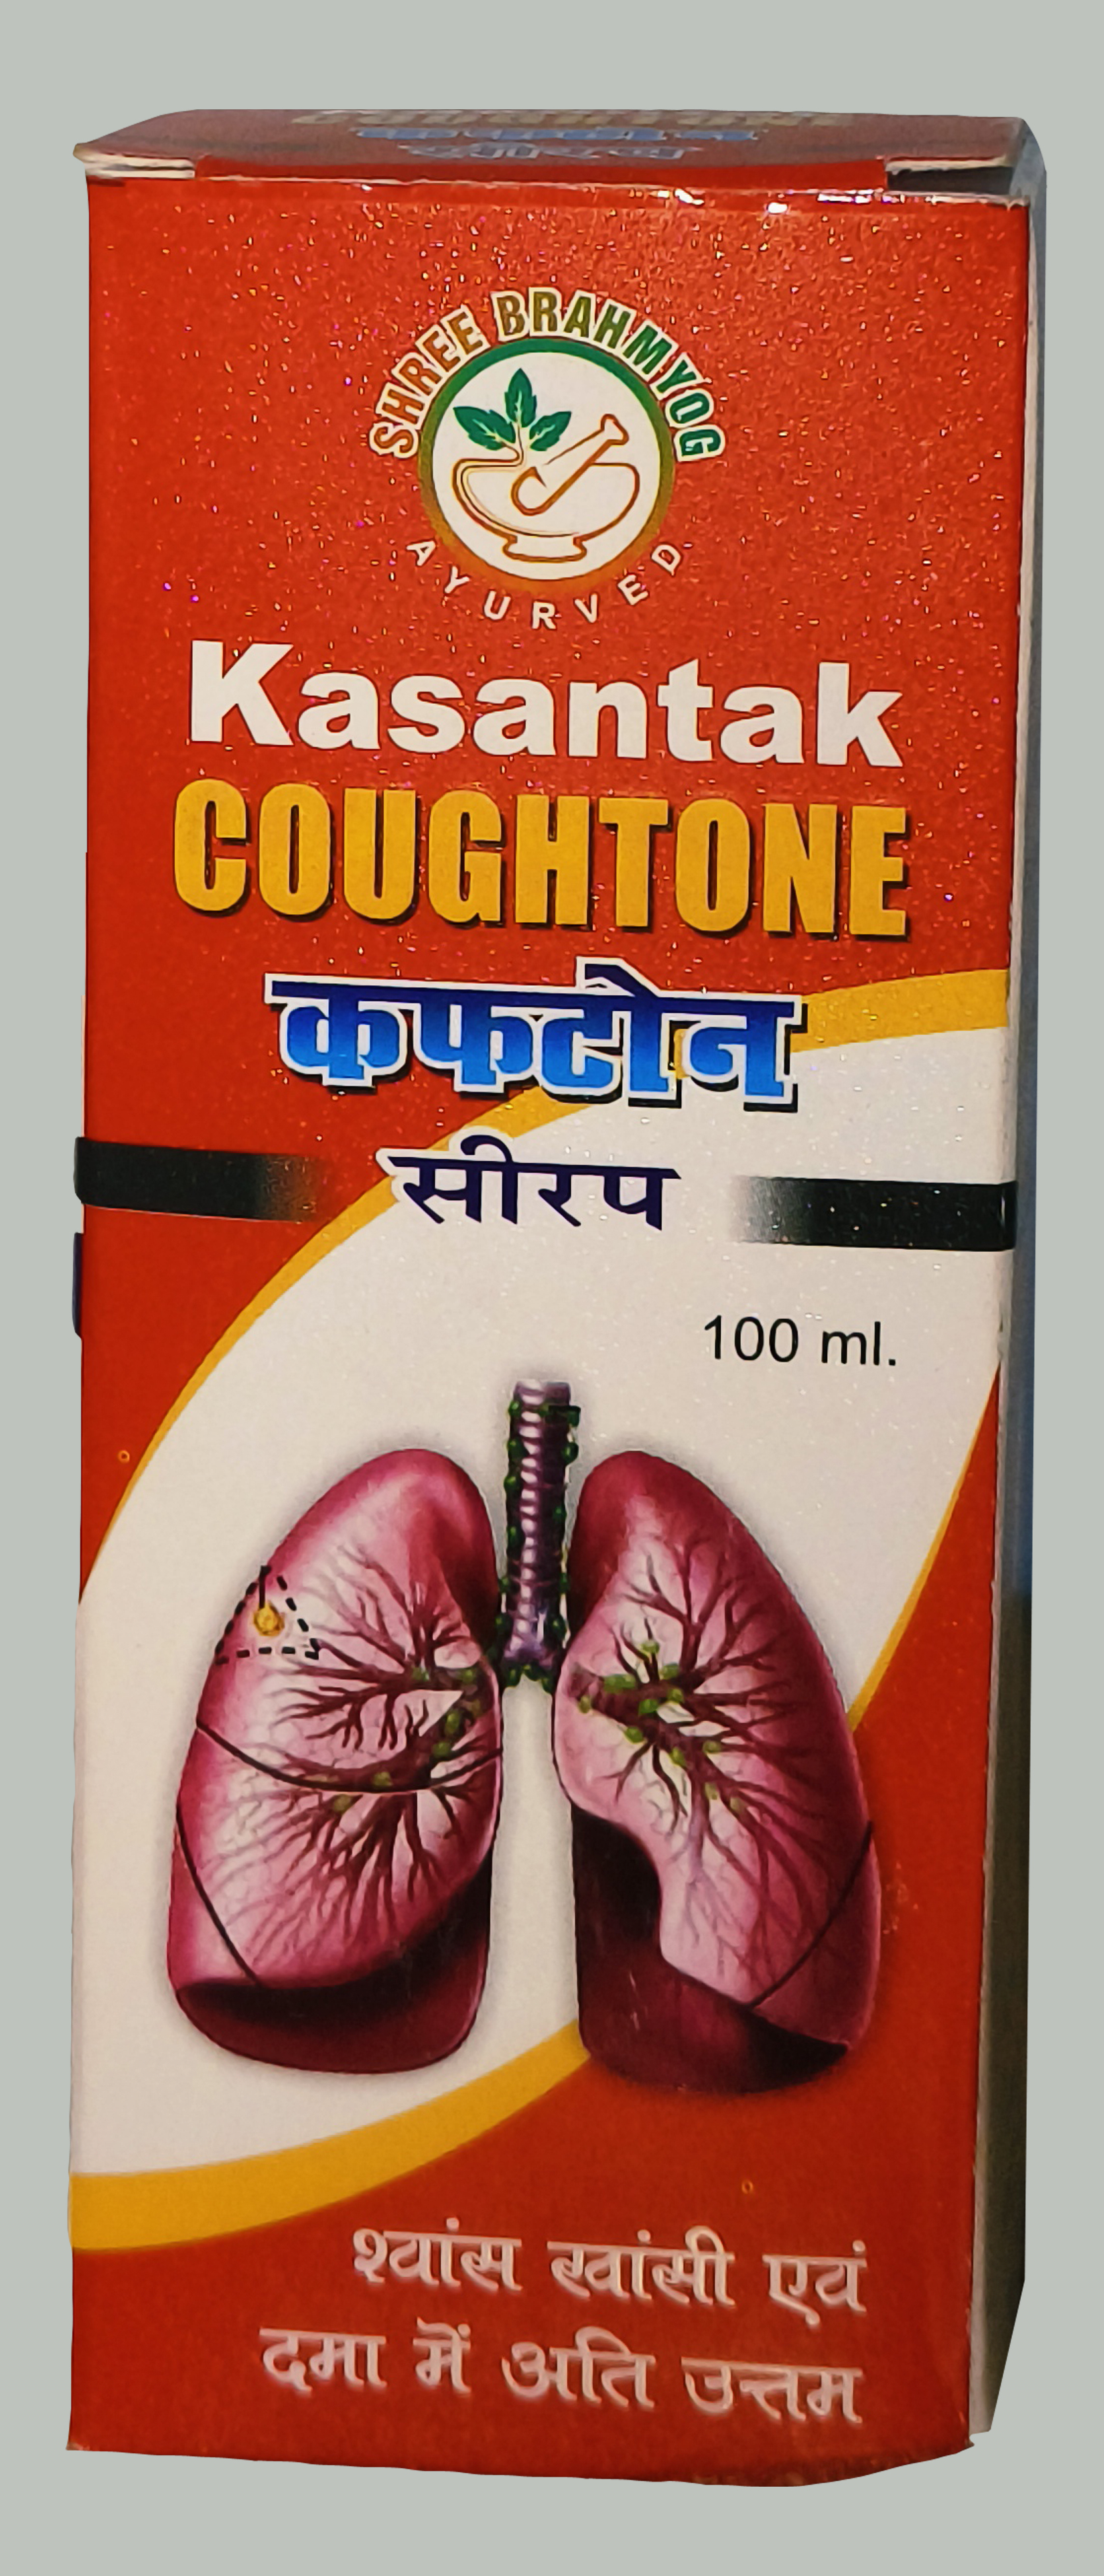 SHREE BRAHMYOG
AYURVED
Kasantak
COUGHTONE
कफटोन
सीरप
100 ml.
श्वांस खांसी एवं
दमा में अति उत्तम